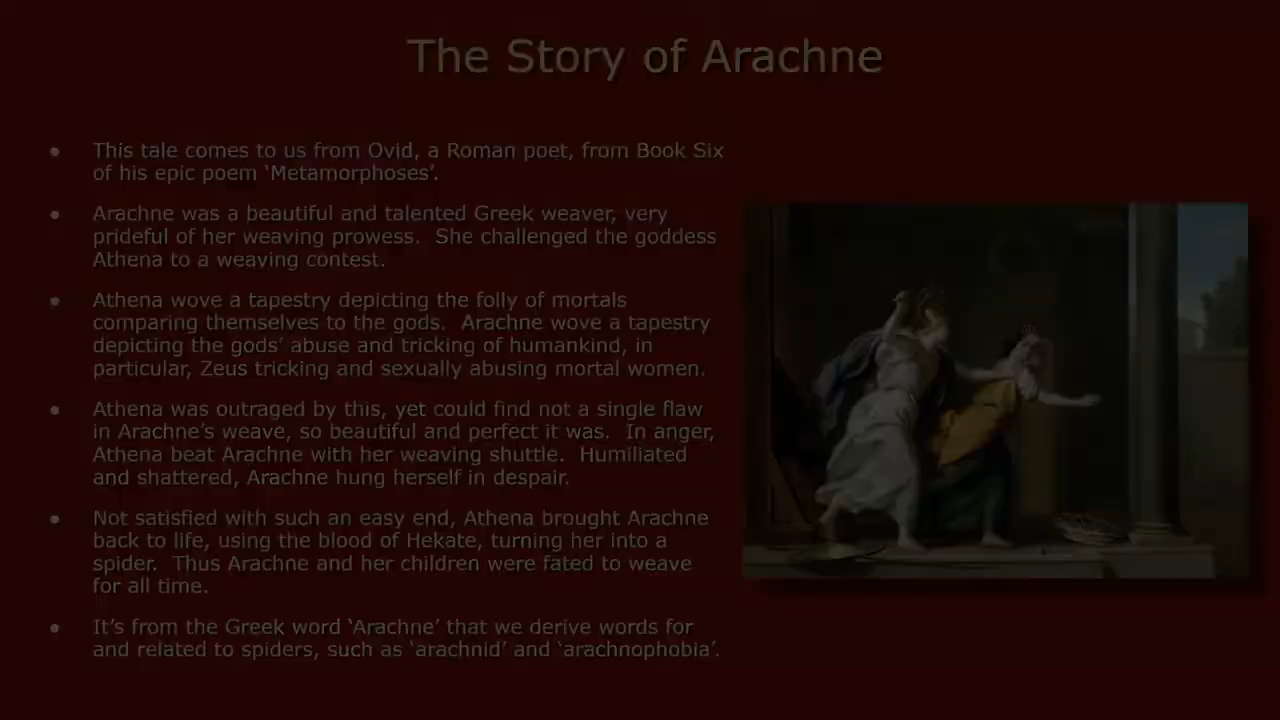 The Story of Arachne
• This tale comes to us from Ovid, a Roman poet, from Book Six
of his epic poem ‘Metamorphoses’.
• Arachne was a beautiful and talented Greek weaver, very
prideful of her weaving prowess.  She challenged the goddess
Athena to a weaving contest.
• Athena wove a tapestry depicting the folly of mortals
comparing themselves to the gods.  Arachne wove a tapestry
depicting the gods’ abuse and tricking of humankind, in
particular, Zeus tricking and sexually abusing mortal women.
• Athena was outraged by this, yet could find not a single flaw
in Arachne’s weave, so beautiful and perfect it was.  In anger,
Athena beat Arachne with her weaving shuttle.  Humiliated
and shattered, Arachne hung herself in despair.
• Not satisfied with such an easy end, Athena brought Arachne
back to life, using the blood of Hekate, turning her into a
spider.  Thus Arachne and her children were fated to weave
for all time.
• It’s from the Greek word ‘Arachne’ that we derive words for
and related to spiders, such as ‘arachnid’ and ‘arachnophobia’.